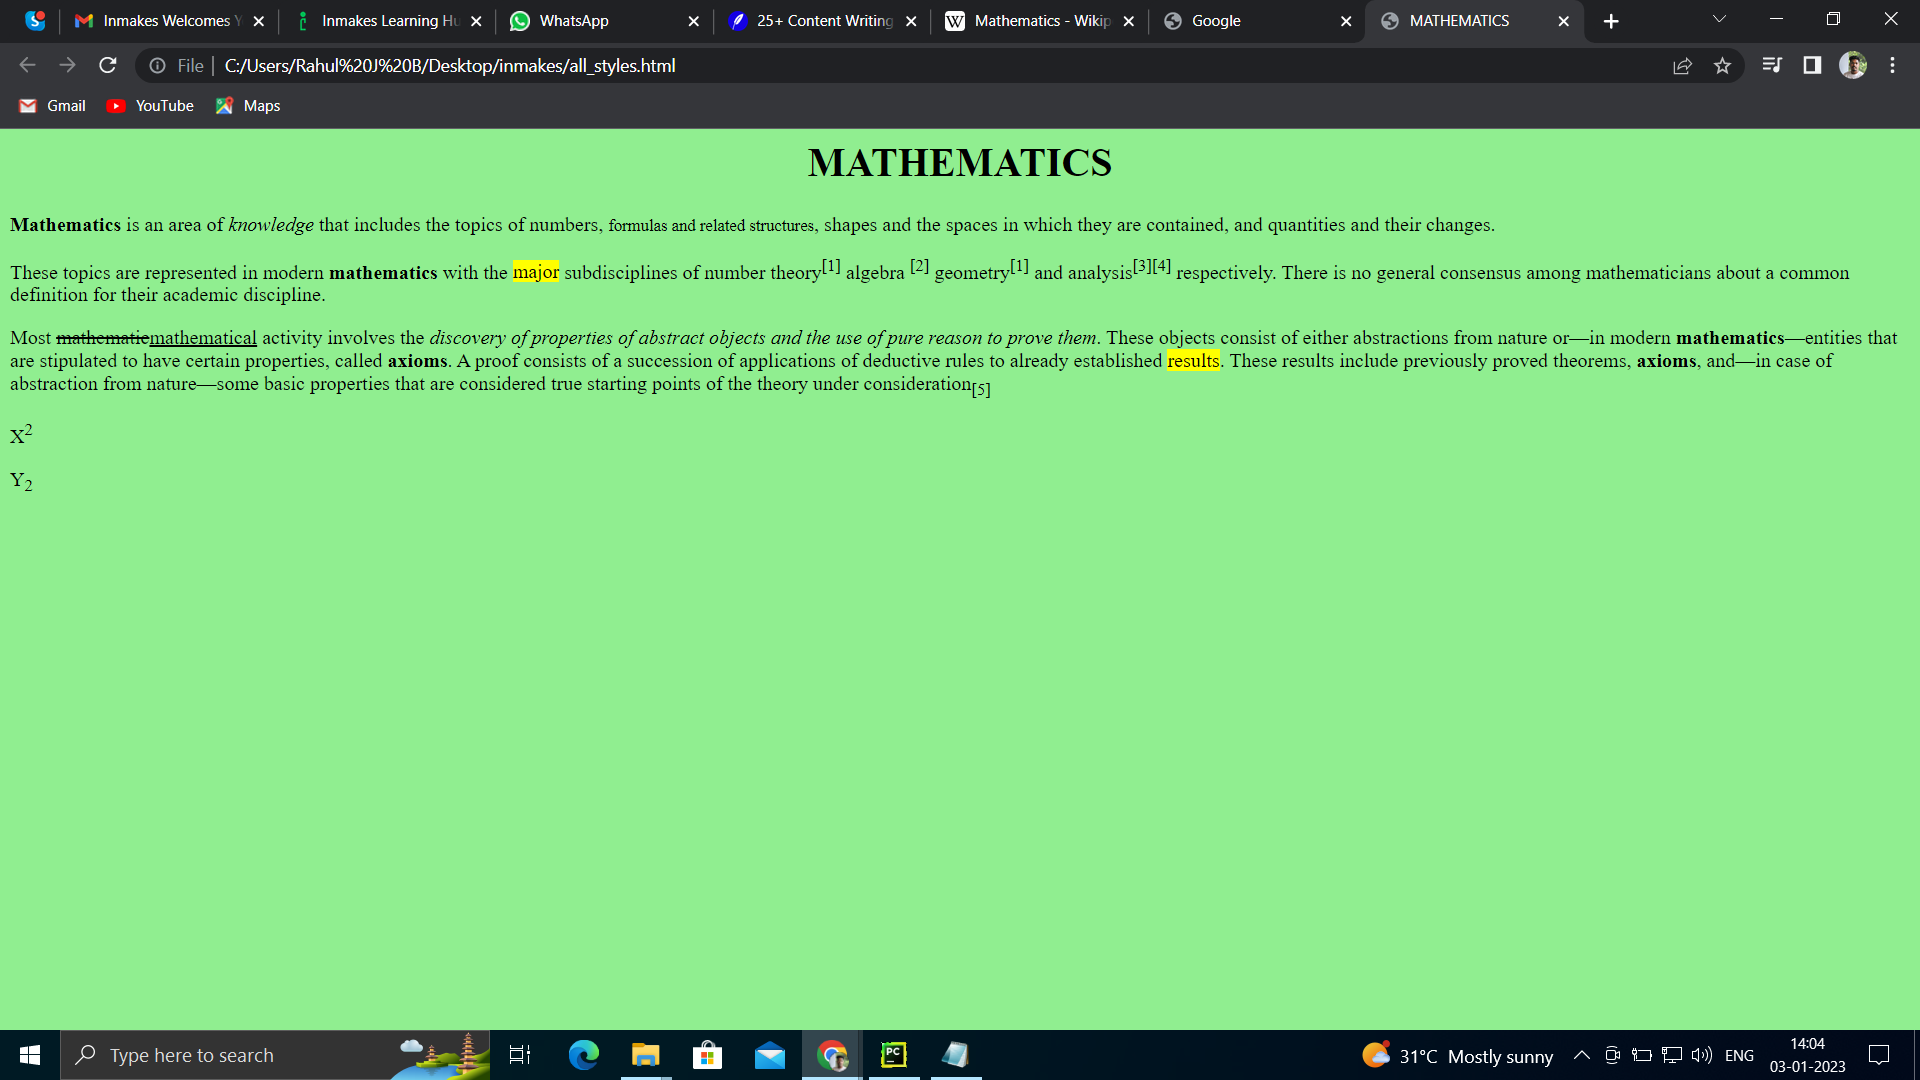 Inmakes Welcomes Y
Inmakes Learning Hu
WhatsApp
25+ Content Writing
Mathematics - Wikip
Google
MATHEMATICS
File
C:/Users/Rahul%20J%20B/Desktop/inmakes/all_styles.html
Gmail
YouTube
Maps
MATHEMATICS
Mathematics is an area of knowledge that includes the topics of numbers, formulas and related structures, shapes and the spaces in which they are contained, and quantities and their changes.
These topics are represented in modern mathematics with the major subdisciplines of number theory[1] algebra [2] geometry[1] and analysis[3][4] respectively. There is no general consensus among mathematicians about a common
definition for their academic discipline.
Most mathematicmathematical activity involves the discovery of properties of abstract objects and the use of pure reason to prove them. These objects consist of either abstractions from nature or—in modern mathematics—entities that
are stipulated to have certain properties, called axioms. A proof consists of a succession of applications of deductive rules to already established results. These results include previously proved theorems, axioms, and—in case of
abstraction from nature—some basic properties that are considered true starting points of the theory under consideration[5]
X2
Y2
Type here to search
PC
31°C Mostly sunny
ENG
14:04
03-01-2023